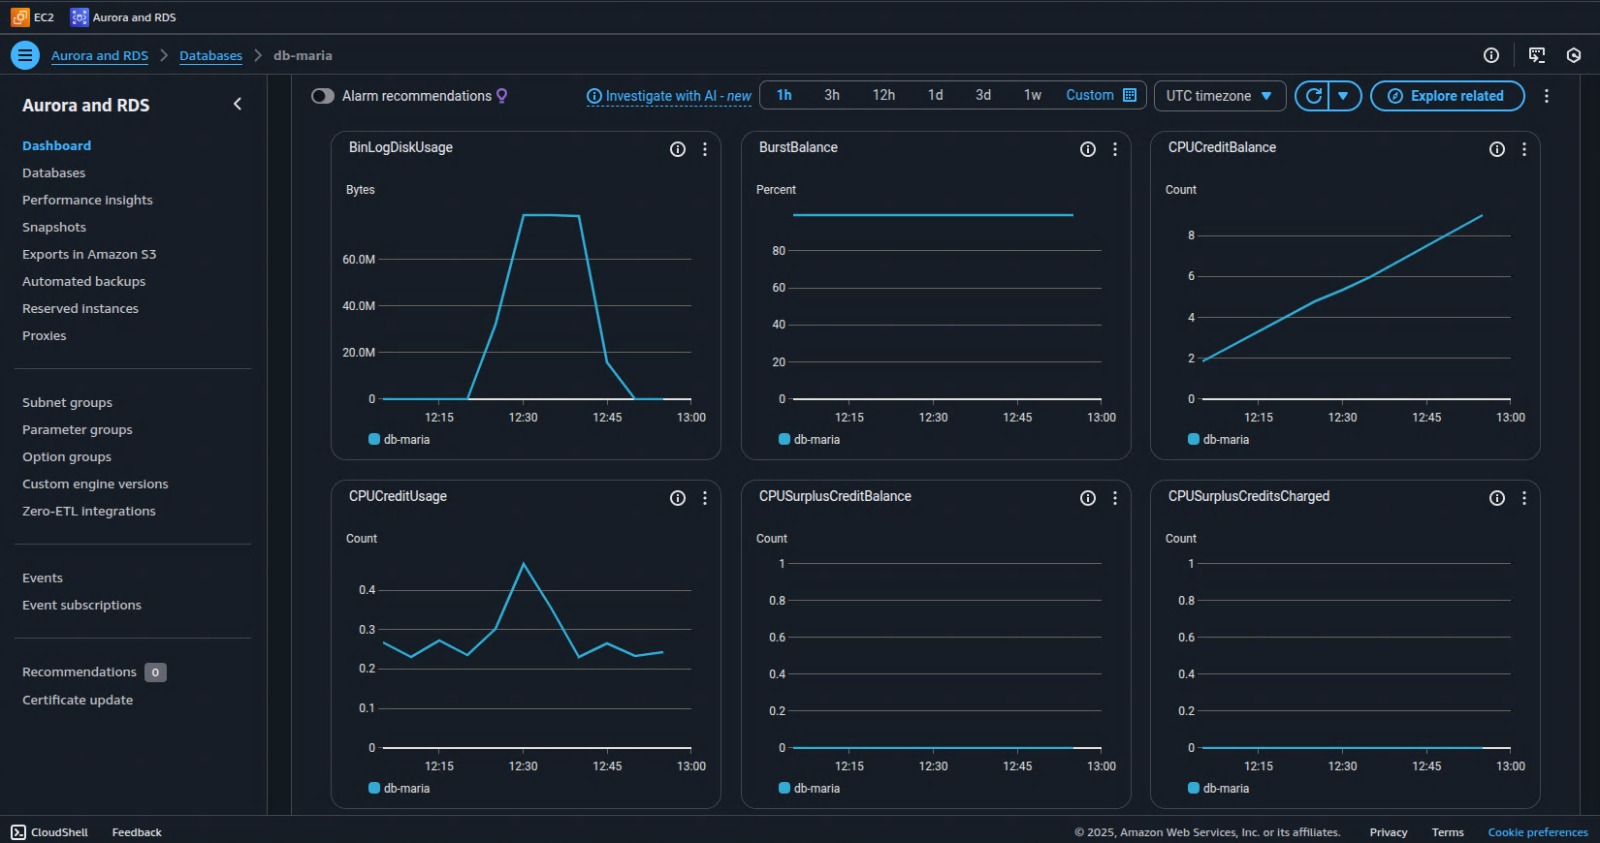 EC2 Aurora and RDS
Aurora and RDS Databases db-maria
Aurora and RDS
Dashboard
Databases
Performance insights
Snapshots
Exports in Amazon S3
Automated backups
Reserved instances
Proxies
Subnet groups
Parameter groups
Option groups
Custom engine versions
Zero-ETL integrations
Events
Event subscriptions
Recommendations 0
Certificate update
Alarm recommendations Investigate with AI - new 1h 3h 12h 1d 3d 1w Custom UTC timezone Explore related
BinLogDiskUsage
Bytes
60.0M
40.0M
20.0M
0
12:15 12:30 12:45 13:00
db-maria
BurstBalance
Percent
80
60
40
20
0
12:15 12:30 12:45 13:00
db-maria
CPUCreditBalance
Count
8
6
4
2
0
12:15 12:30 12:45 13:00
db-maria
CPUCreditUsage
Count
0.4
0.3
0.2
0.1
0
12:15 12:30 12:45 13:00
db-maria
CPUSurplusCreditBalance
Count
1
0.8
0.6
0.4
0.2
0
12:15 12:30 12:45 13:00
db-maria
CPUSurplusCreditsCharged
Count
1
0.8
0.6
0.4
0.2
0
12:15 12:30 12:45 13:00
db-maria
CloudShell Feedback © 2025, Amazon Web Services, Inc. or its affiliates. Privacy Terms Cookie preferences